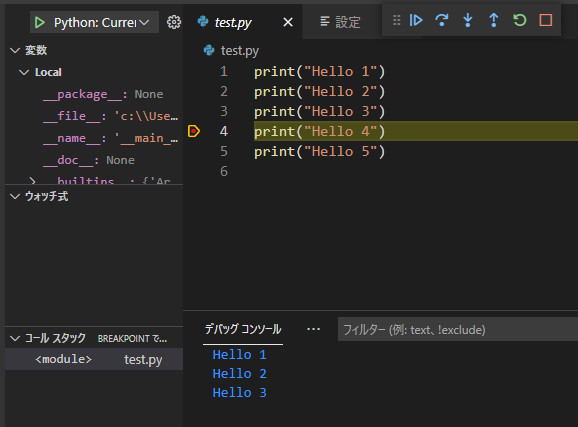 Python: Currer
test.py
設定
変数
Local
__package__: None
__file__: 'c:\\Use…
__name__: '__main_…
__doc__: None
__builtins__: {'Ar…
ウォッチ式
コール スタック BREAKPOINT で…
<module> test.py
test.py
1 print("Hello 1")
2 print("Hello 2")
3 print("Hello 3")
4 print("Hello 4")
5 print("Hello 5")
6
デバッグ コンソール … フィルター (例: text、!exclude)
Hello 1
Hello 2
Hello 3